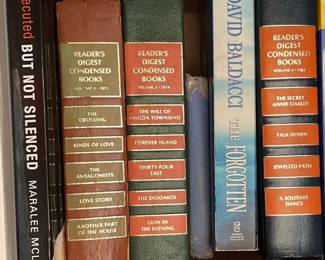 BUT NOT SILENCED
MARALEE
READER'S
DIGEST
CONDENSED
BOOKS
THE
CROSSING
KINDS OF LOVE
THE
ANTAGONISTS
LOVE STORY
ANOTHER PART
OF THE HOUSE
READER'S
DIGEST
CONDENSED
BOOKS
THE WILL OF
MAGDA TOWNSEND
FOREVER ISLAND
THIRTY-FOUR
EAST
THE DIDDAKOI
LION IN
THE EVENING
DAVID BALDACCI
THE FORGOTTEN
READER'S
DIGEST
CONDENSED
BOOKS
THE SECRET
ANNIE OAKLEY
TALK DOWN
JEWELLED PATH
A SOLITARY
DANCE